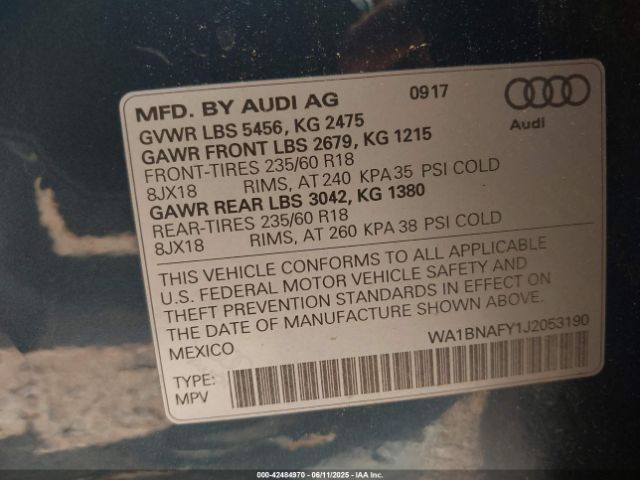 MFD. BY AUDI AG 0917
Audi
GVWR LBS 5456, KG 2475
GAWR FRONT LBS 2679, KG 1215
FRONT-TIRES 235/60 R18
8JX18 RIMS, AT 240 KPA 35 PSI COLD
GAWR REAR LBS 3042, KG 1380
REAR-TIRES 235/60 R18
8JX18 RIMS, AT 260 KPA 38 PSI COLD
THIS VEHICLE CONFORMS TO ALL APPLICABLE
U.S. FEDERAL MOTOR VEHICLE SAFETY AND
THEFT PREVENTION STANDARDS IN EFFECT ON
THE DATE OF MANUFACTURE SHOWN ABOVE.
MEXICO WA1BNAFY1J2053190
TYPE:
MPV
000-42484970 - 06/11/2025 - IAA Inc.